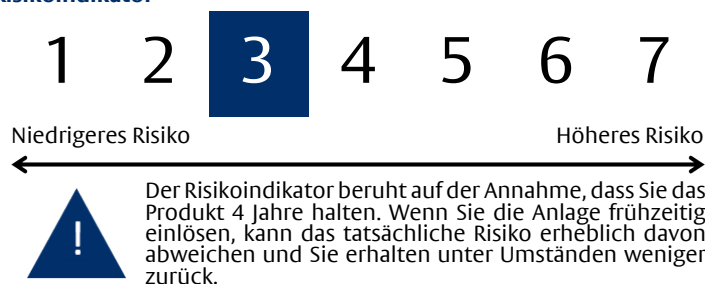 Risikoindikator
1 2 3 4 5 6 7
Niedrigeres Risiko Höheres Risiko
!
Der Risikoindikator beruht auf der Annahme, dass Sie das
Produkt 4 Jahre halten. Wenn Sie die Anlage frühzeitig
einlösen, kann das tatsächliche Risiko erheblich davon
abweichen und Sie erhalten unter Umständen weniger
zurück.